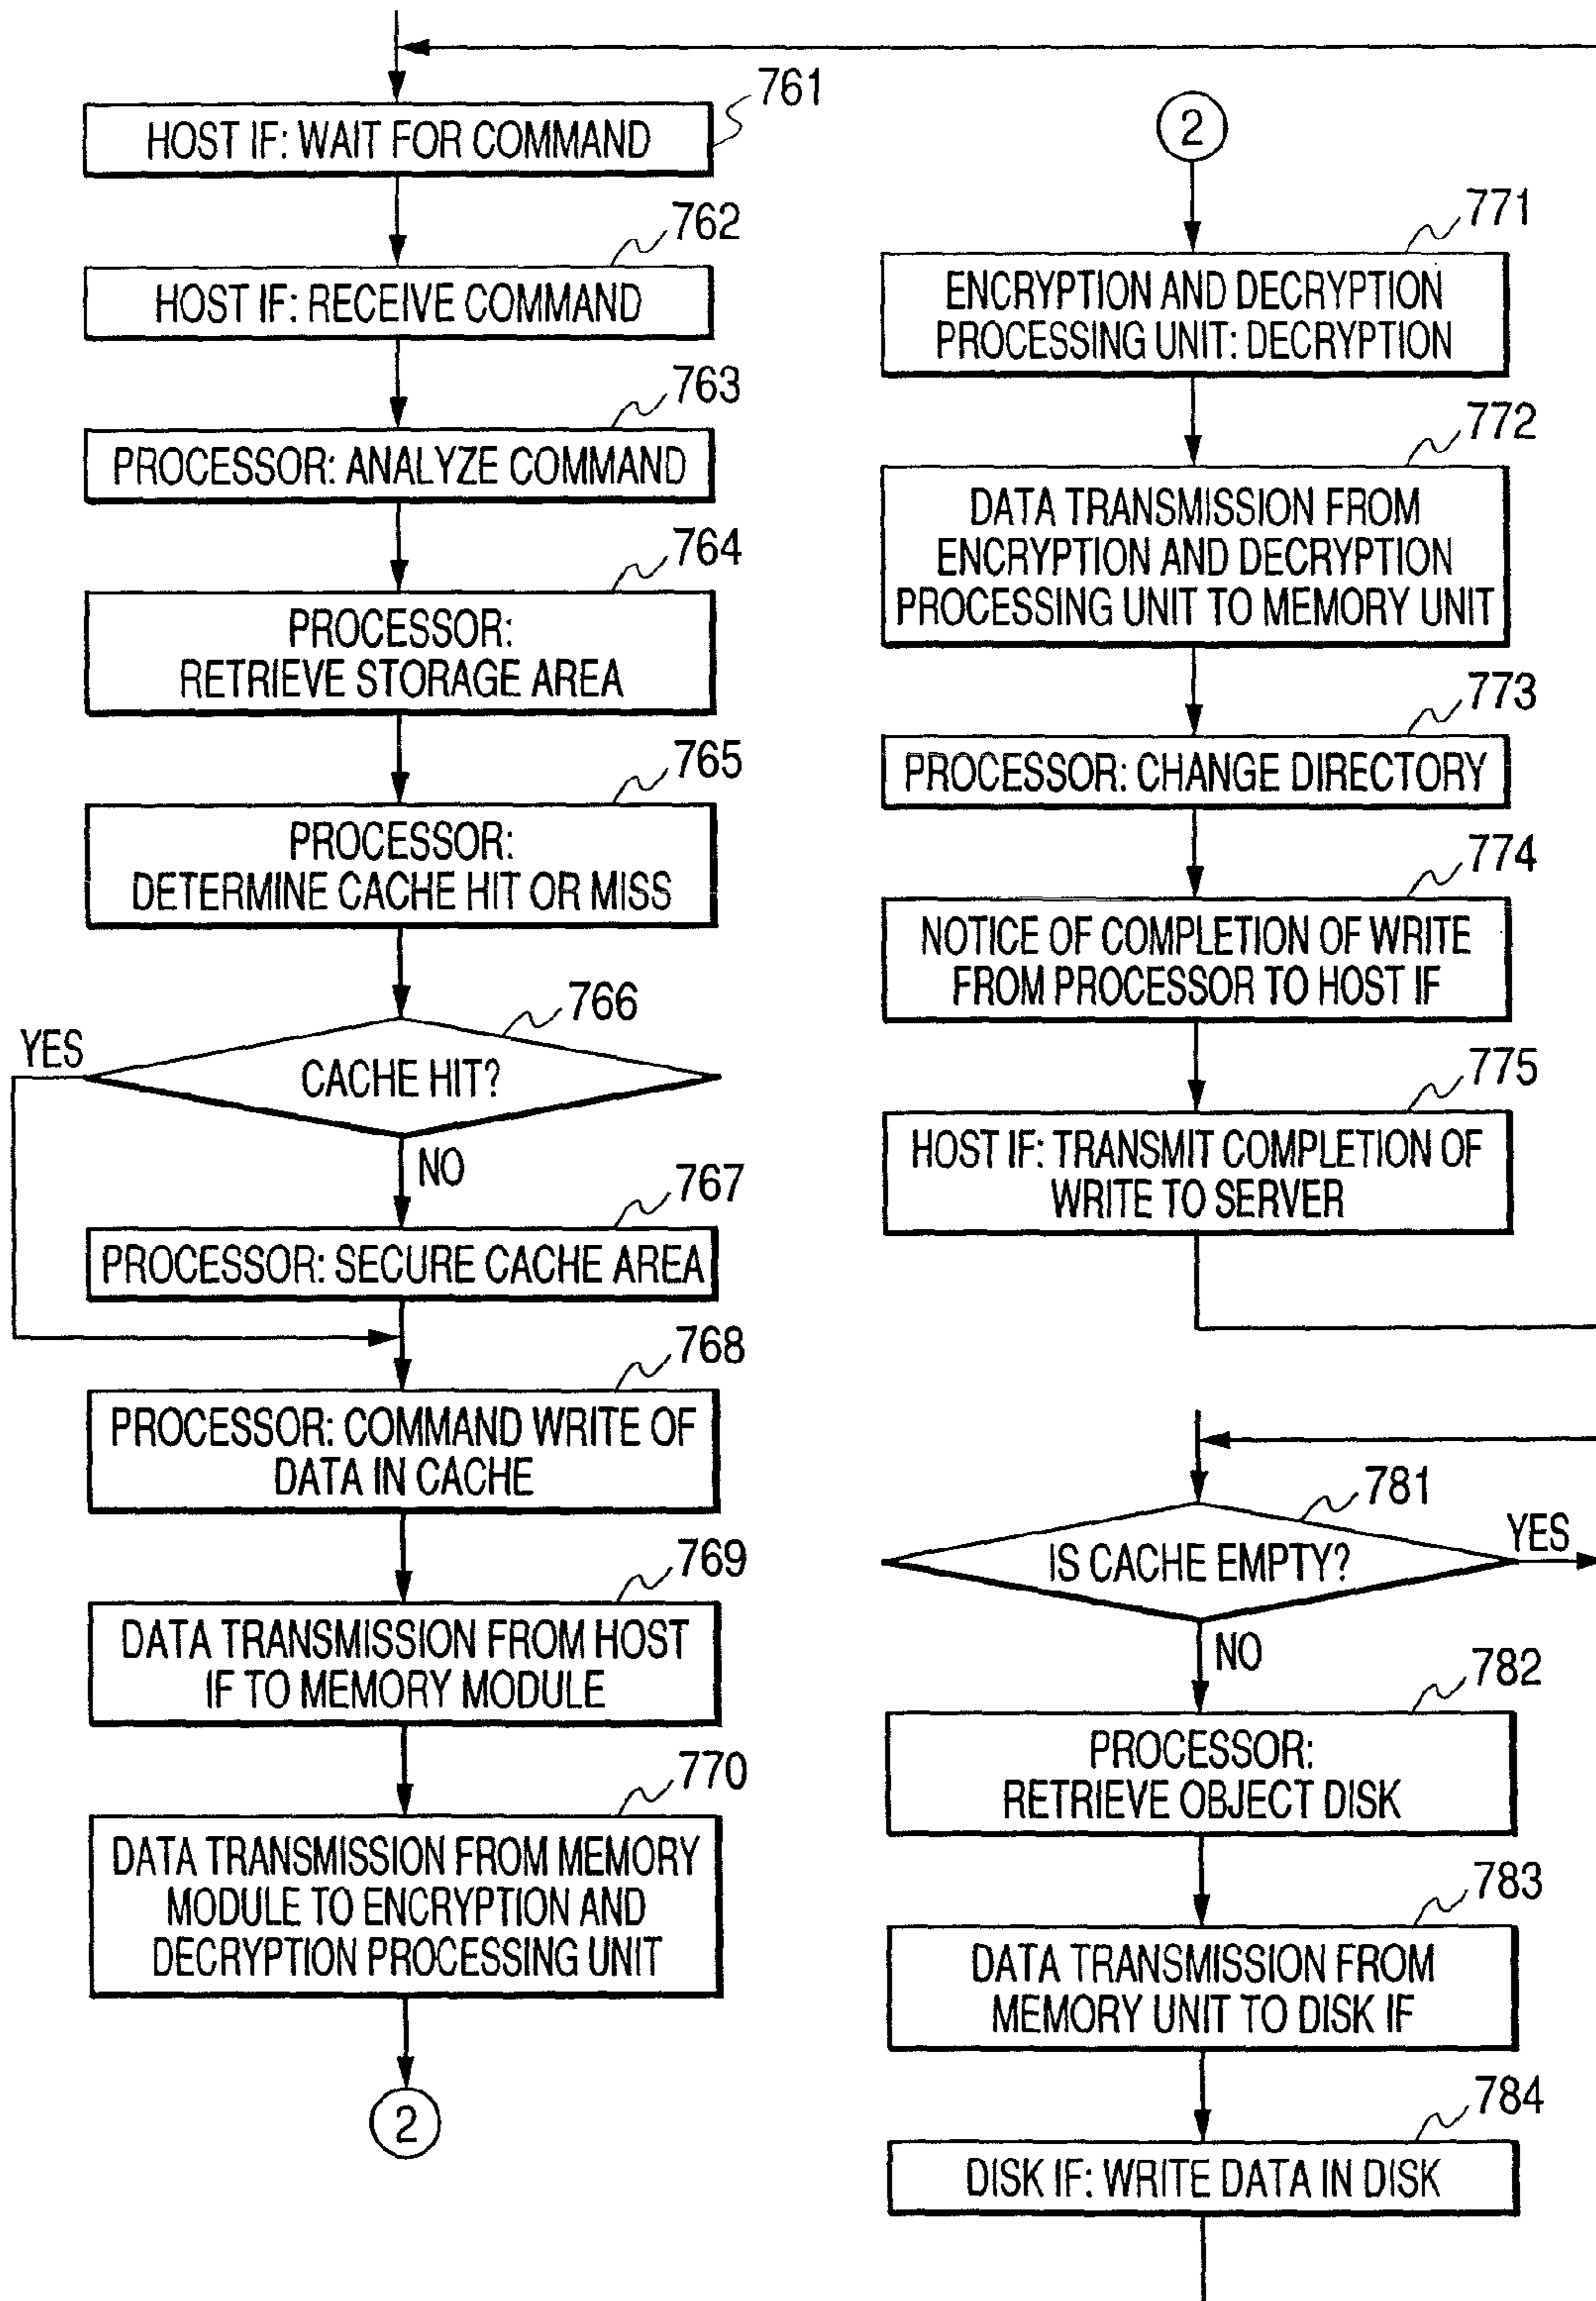 761
HOST IF: WAIT FOR COMMAND
762
HOST IF: RECEIVE COMMAND
763
PROCESSOR: ANALYZE COMMAND
764
PROCESSOR:
RETRIEVE STORAGE AREA
765
PROCESSOR:
DETERMINE CACHE HIT OR MISS
766
YES
CACHE HIT?
NO
767
PROCESSOR: SECURE CACHE AREA
768
PROCESSOR: COMMAND WRITE OF
DATA IN CACHE
769
DATA TRANSMISSION FROM HOST
IF TO MEMORY MODULE
770
DATA TRANSMISSION FROM MEMORY
MODULE TO ENCRYPTION AND
DECRYPTION PROCESSING UNIT
2
2
771
ENCRYPTION AND DECRYPTION
PROCESSING UNIT: DECRYPTION
772
DATA TRANSMISSION FROM
ENCRYPTION AND DECRYPTION
PROCESSING UNIT TO MEMORY UNIT
773
PROCESSOR: CHANGE DIRECTORY
774
NOTICE OF COMPLETION OF WRITE
FROM PROCESSOR TO HOST IF
775
HOST IF: TRANSMIT COMPLETION OF
WRITE TO SERVER
781
IS CACHE EMPTY?
YES
NO
782
PROCESSOR:
RETRIEVE OBJECT DISK
783
DATA TRANSMISSION FROM
MEMORY UNIT TO DISK IF
784
DISK IF: WRITE DATA IN DISK